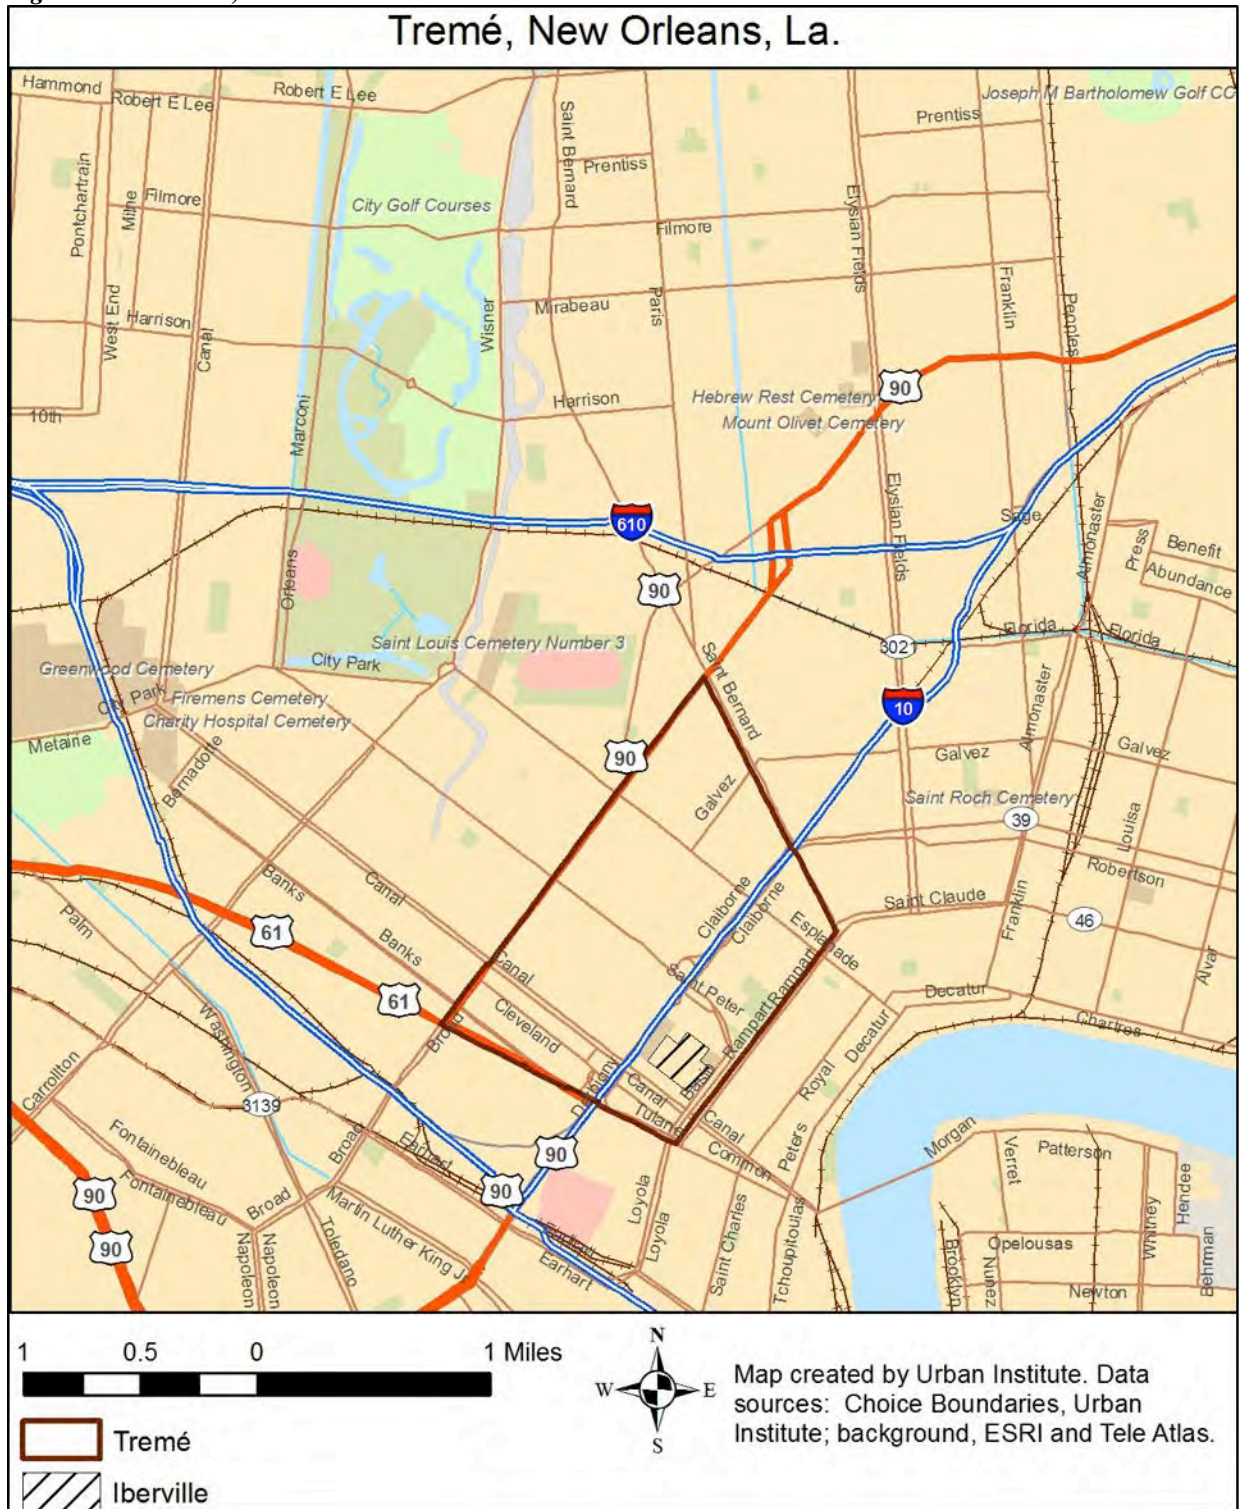 Tremé, New Orleans, La.
Hammond
Robert E Lee
Robert E Lee
Saint Bernard
Prentiss
Prentiss
Joseph M Bartholomew Golf CC
Pontchartrain
Milne
Filmore
City Golf Courses
Filmore
Elysian Fields
Franklin
Peoples
West End
Harrison
Canal
Wisner
Mirabeau
Paris
10th
Marconi
Harrison
Hebrew Rest Cemetery
Mount Olivet Cemetery
90
610
Elysian Fields
Sage
Almonaster
Press
Benefit
Abundance
Orleans
90
3021
Florida
Florida
Saint Louis Cemetery Number 3
City Park
Greenwood Cemetery
City Park
Firemens Cemetery
Charity Hospital Cemetery
Metairie
Bernadotte
Saint Bernard
10
Almonaster
90
Galvez
Galvez
Galvez
Saint Roch Cemetery
39
Louisa
Robertson
Banks
Canal
Claiborne
Claiborne
Saint Claude
Franklin
46
Palm
61
Banks
61
Canal
Esplanade
Alvar
Saint Peter
Rampart
Rampart
Decatur
Chartres
Washington
Broad
Cleveland
Decatur
Royal
Carrollton
3139
Derbigny
Canal
Basin
Tulane
Canal
Common
Peters
Morgan
Verret
Patterson
Fontainebleau
Fontainebleau
Broad
Earhart
90
90
90
90
Broad
Martin Luther King Jr
Toledano
Napoleon
Napoleon
Loyola
Loyola
Saint Charles
Tchoupitoulas
Earhart
Earhart
Hendee
Whitney
Behrman
Opelousas
Brooklyn
Nunez
Newton
1 0.5 0 1 Miles
N
W E
S
Map created by Urban Institute. Data
sources: Choice Boundaries, Urban
Institute; background, ESRI and Tele Atlas.
Tremé
Iberville